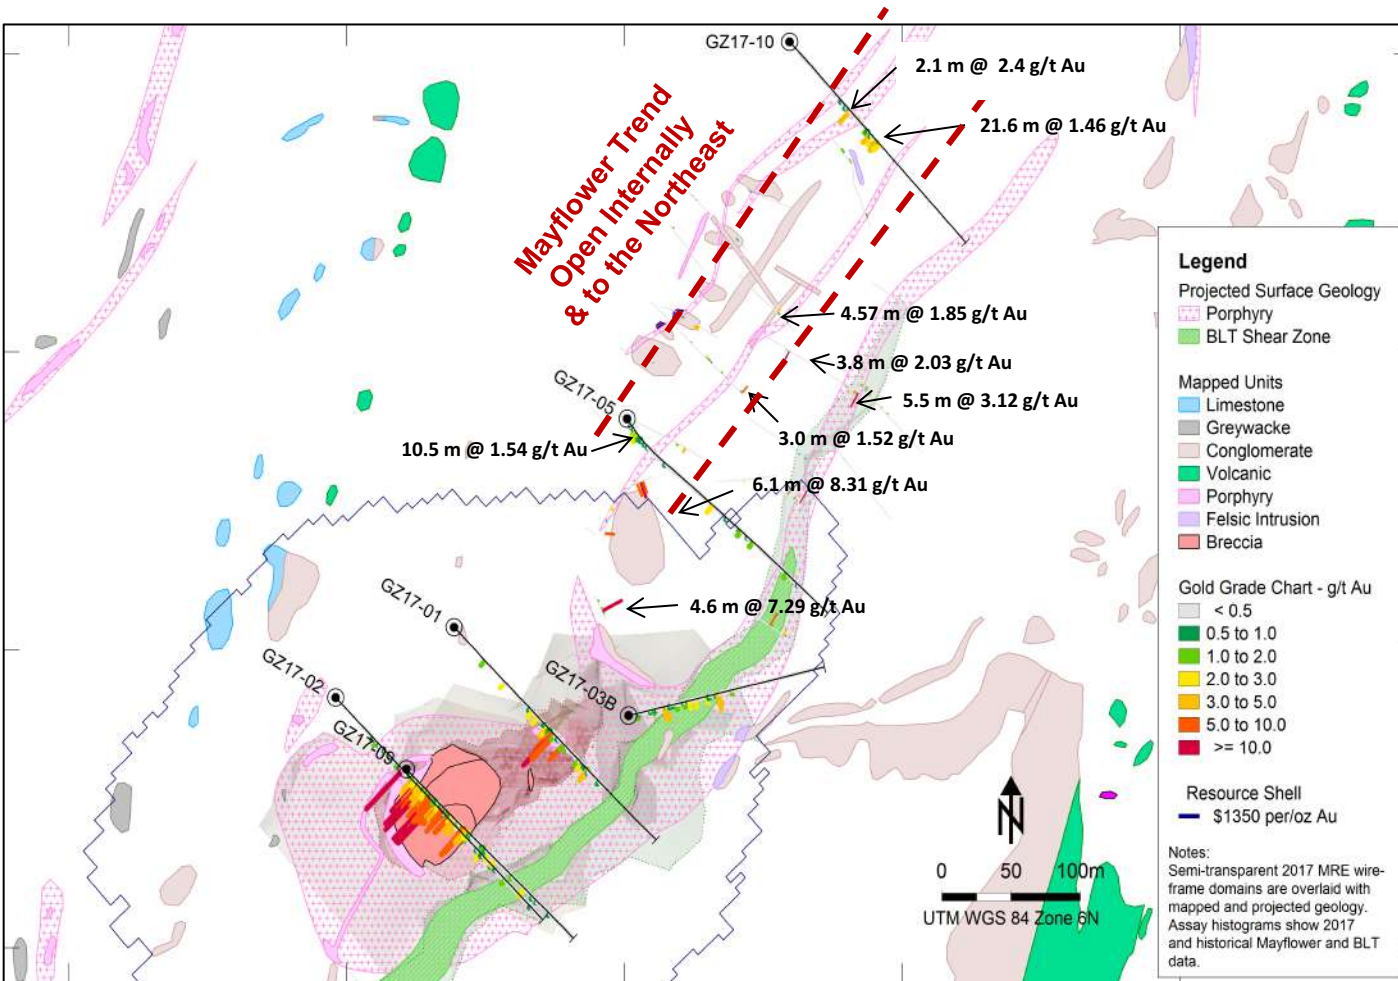 GZ17-10
2.1 m @ 2.4 g/t Au
21.6 m @ 1.46 g/t Au
Mayflower Trend
Open Internally
& to the Northeast
4.57 m @ 1.85 g/t Au
3.8 m @ 2.03 g/t Au
5.5 m @ 3.12 g/t Au
GZ17-05
10.5 m @ 1.54 g/t Au
3.0 m @ 1.52 g/t Au
6.1 m @ 8.31 g/t Au
4.6 m @ 7.29 g/t Au
GZ17-01
GZ17-02
GZ17-03B
GZ17-09
N
0 50 100m
UTM WGS 84 Zone 6N
Legend
Projected Surface Geology
Porphyry
BLT Shear Zone
Mapped Units
Limestone
Greywacke
Conglomerate
Volcanic
Porphyry
Felsic Intrusion
Breccia
Gold Grade Chart - g/t Au
< 0.5
0.5 to 1.0
1.0 to 2.0
2.0 to 3.0
3.0 to 5.0
5.0 to 10.0
>= 10.0
Resource Shell
$1350 per/oz Au
Notes:
Semi-transparent 2017 MRE wire-
frame domains are overlaid with
mapped and projected geology.
Assay histograms show 2017
and historical Mayflower and BLT
data.